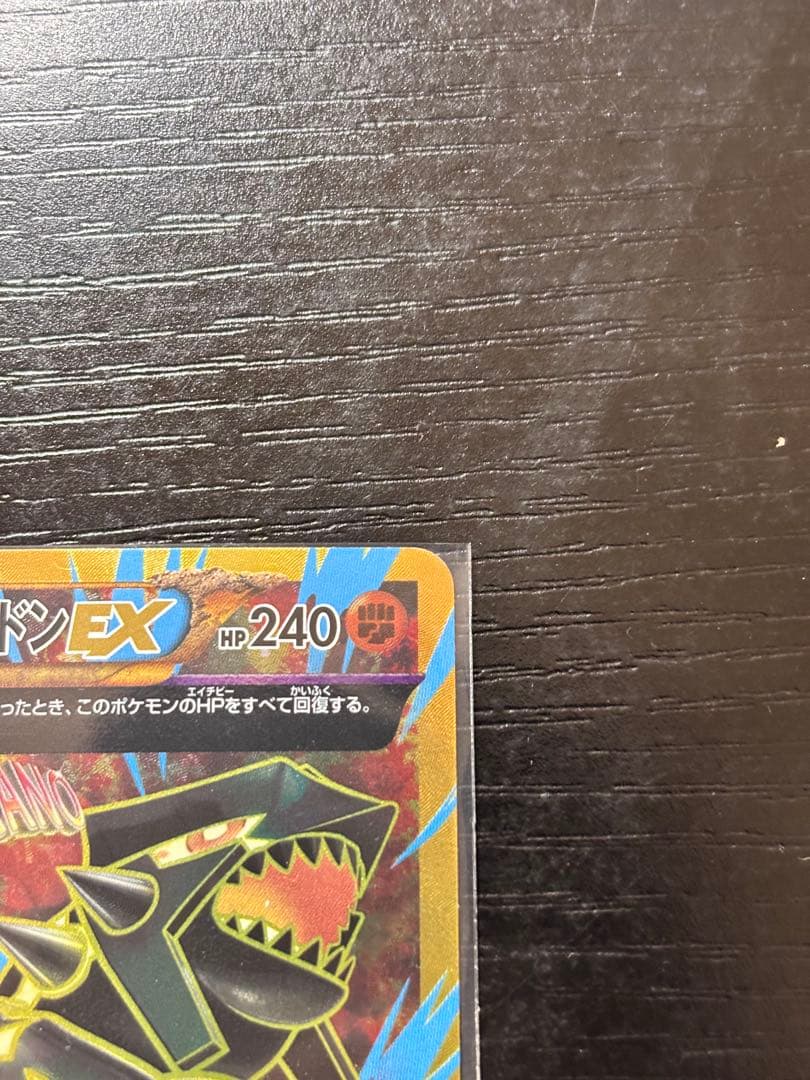 ドンEX HP240
ったとき、このポケモンのHPをすべて回復する。
エイチピー かいふく
ANO